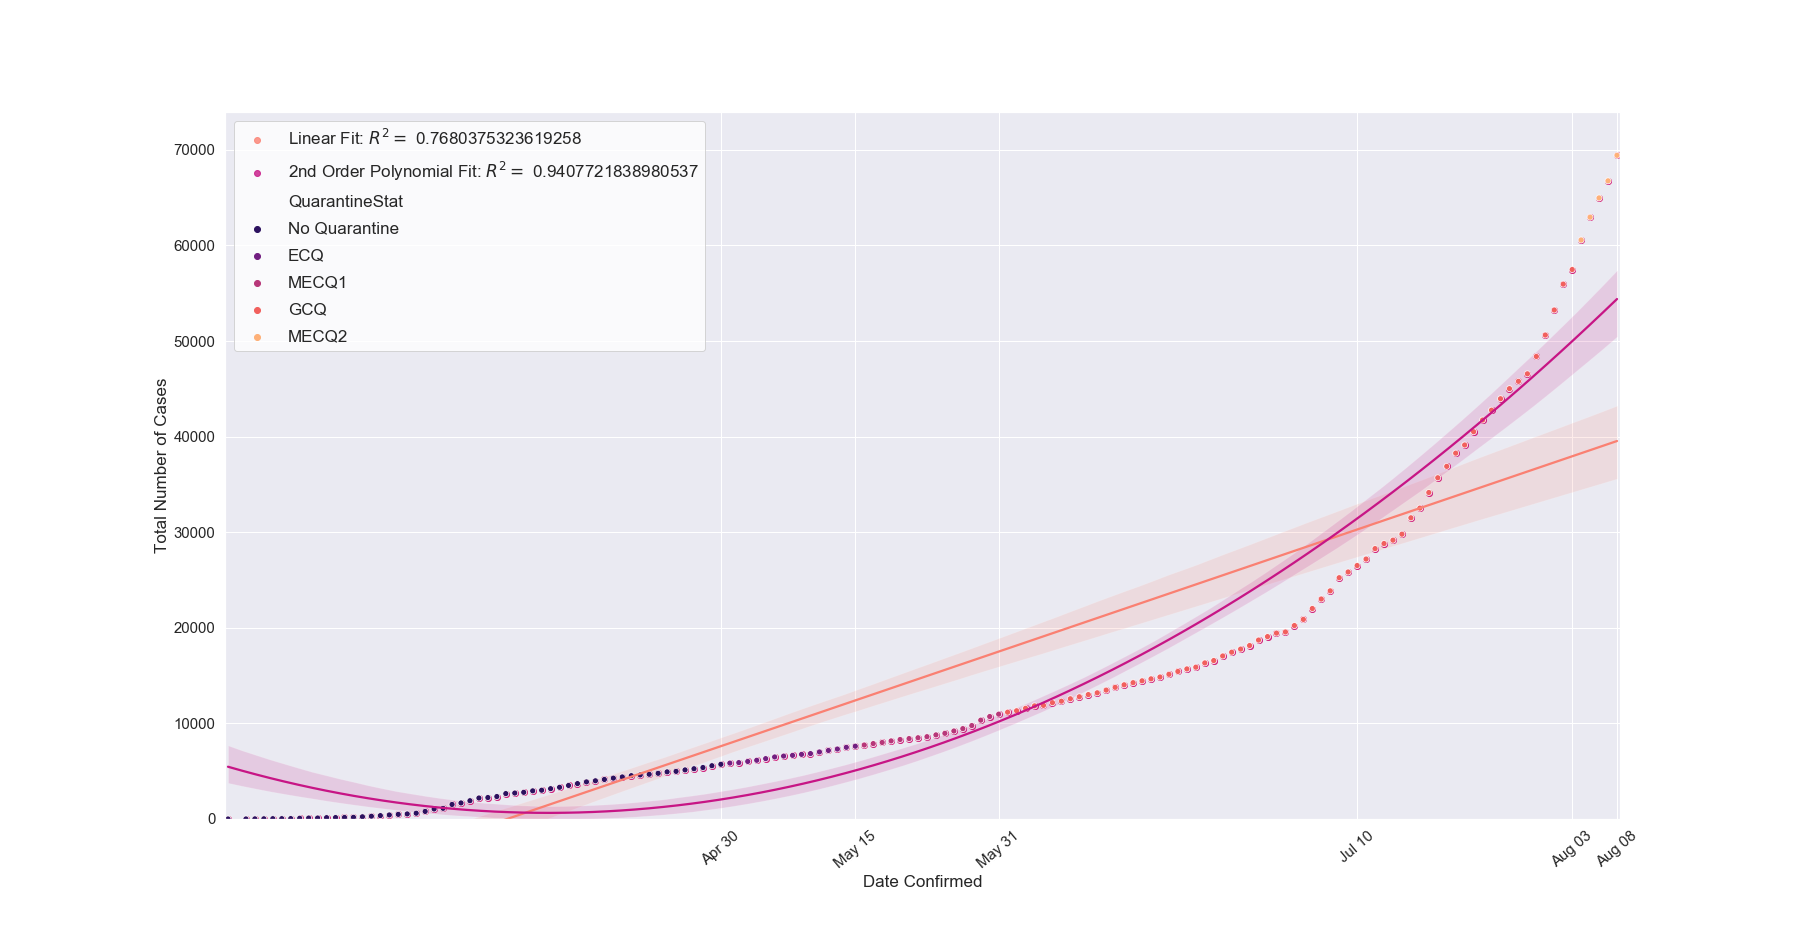 Linear Fit: R² = 0.7680375323619258
2nd Order Polynomial Fit: R² = 0.9407721838980537
QuarantineStat
No Quarantine
ECQ
MECQ1
GCQ
MECQ2
70000
60000
50000
40000
30000
20000
10000
0
Total Number of Cases
Apr 30
May 15
May 31
Jul 10
Aug 03
Aug 08
Date Confirmed